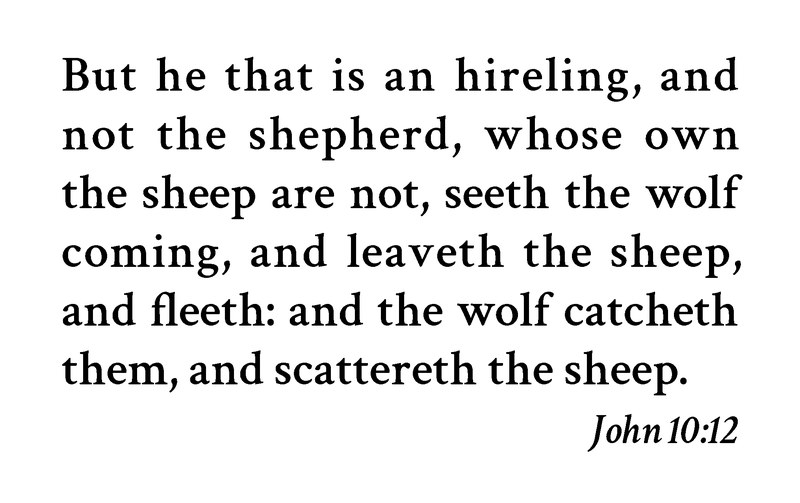 But he that is an hireling, and
not the shepherd, whose own
the sheep are not, seeth the wolf
coming, and leaveth the sheep,
and fleeth: and the wolf catcheth
them, and scattereth the sheep.
John 10:12